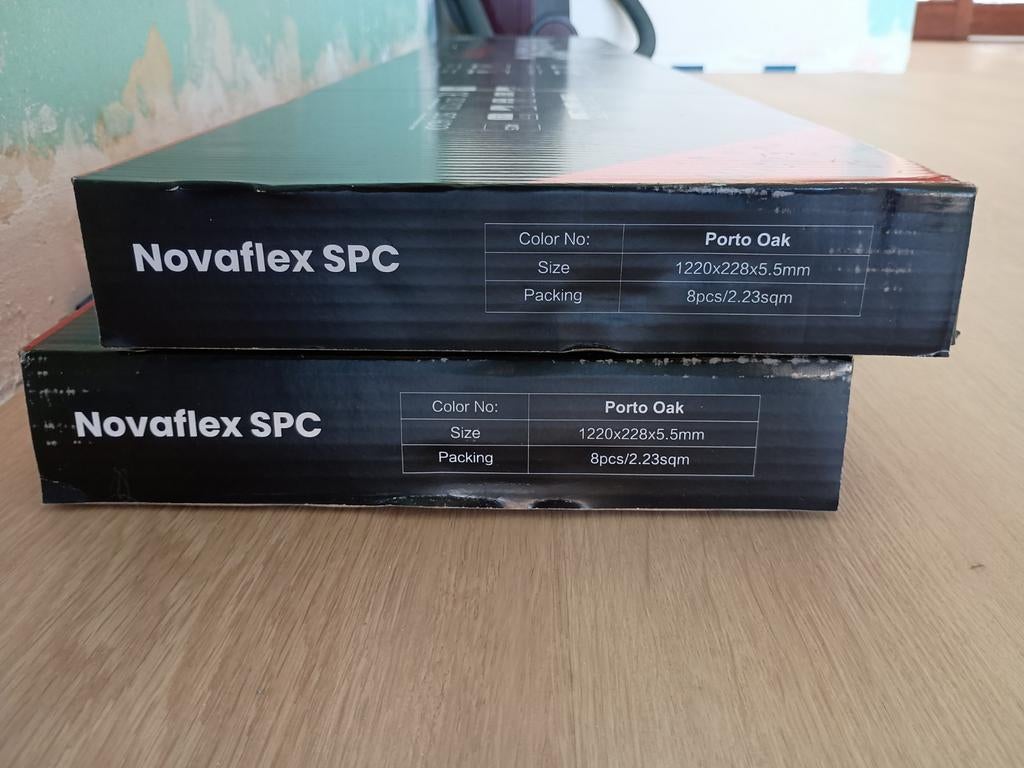 Novaflex SPC
Color No: Porto Oak
Size 1220x228x5.5mm
Packing 8pcs/2.23sqm
Novaflex SPC
Color No: Porto Oak
Size 1220x228x5.5mm
Packing 8pcs/2.23sqm